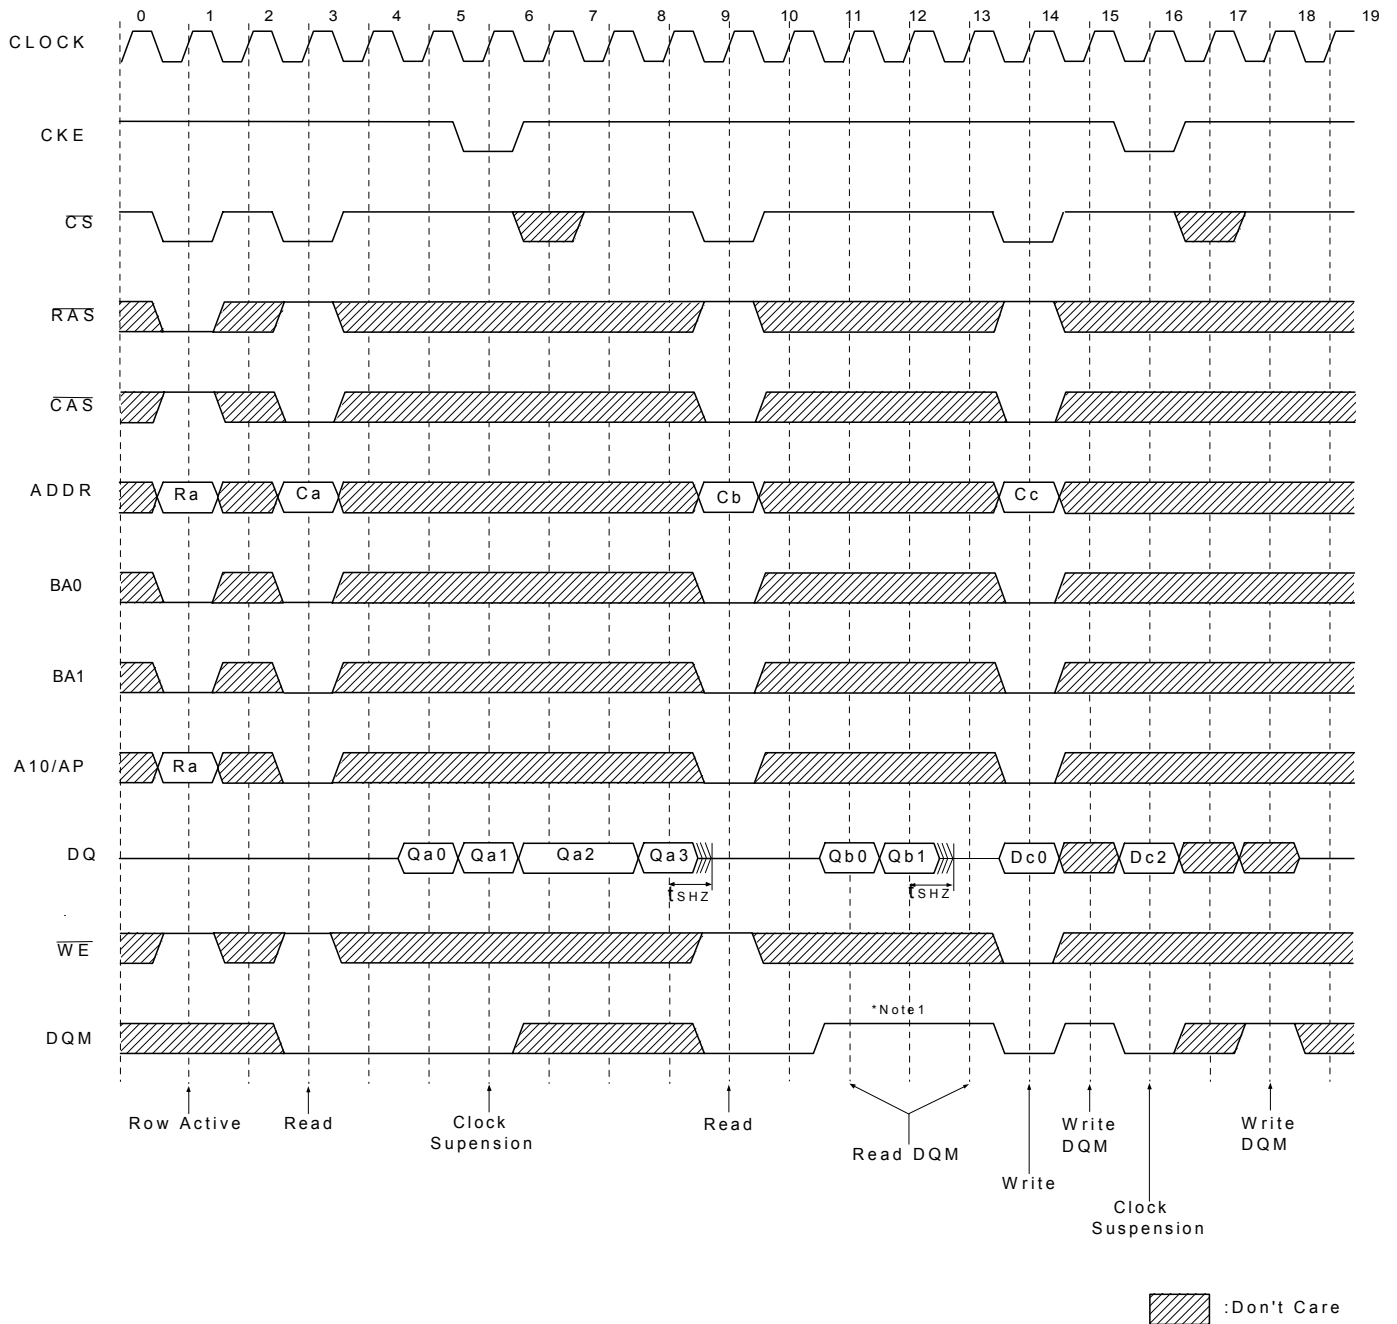 0 1 2 3 4 5 6 7 8 9 10 11 12 13 14 15 16 17 18 19
CLOCK
CKE
CS
RAS
CAS
ADDR Ra Ca Cb Cc
BA0
BA1
A10/AP Ra
DQ Qa0 Qa1 Qa2 Qa3 Qb0 Qb1 Dc0 Dc2
tSHZ tSHZ
WE
*Note1
DQM
Row Active Read Clock Supension Read Read DQM Write Write DQM Clock Suspension Write DQM
:Don't Care